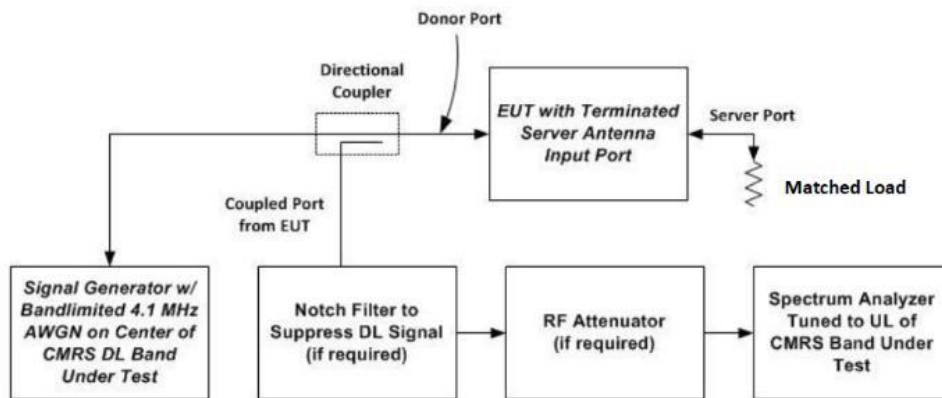 Donor Port
Directional
Coupler
EUT with Terminated
Server Antenna
Input Port
Server Port
Matched Load
Coupled Port
from EUT
Signal Generator w/
Bandlimited 4.1 MHz
AWGN on Center of
CMRS DL Band
Under Test
Notch Filter to
Suppress DL Signal
(if required)
RF Attenuator
(if required)
Spectrum Analyzer
Tuned to UL of
CMRS Band Under
Test